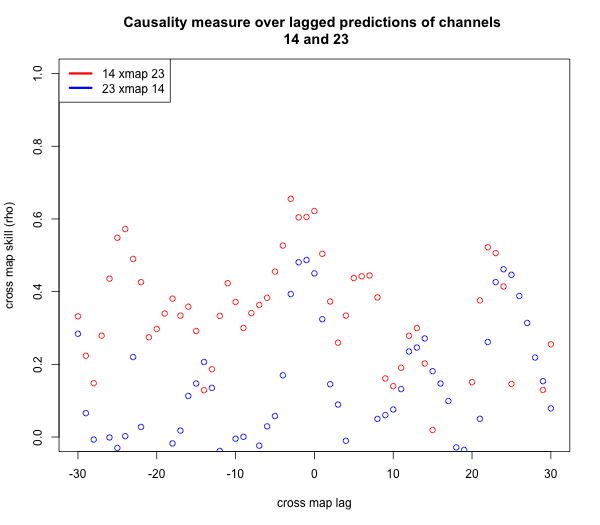 Causality measure over lagged predictions of channels
14 and 23
14 xmap 23
23 xmap 14
cross map skill (rho)
1.0
0.8
0.6
0.4
0.2
0.0
-30
-20
-10
0
10
20
30
cross map lag